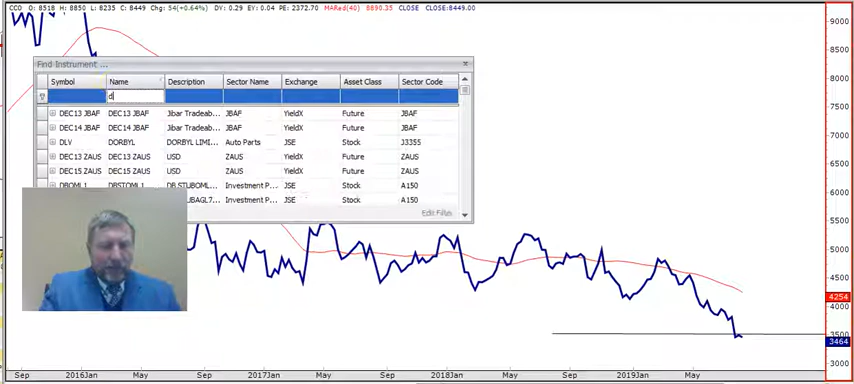 CCO O: 8518 H: 8850 L: 8235 C: 8449 Chg: 54(+0.64%) DY: 0.29 EY: 0.04 PE: 2372.70 MARed(40) 8890.35 CLOSE CLOSE:8449.00
Find Instrument ...
Symbol Name Description Sector Name Exchange Asset Class Sector Code
d
DEC13 JBAF DEC13 JBAF Jibar Tradeab... JBAF YieldX Future JBAF
DEC14 JBAF DEC14 JBAF Jibar Tradeab... JBAF YieldX Future JBAF
DLV DORBYL DORBYL LIMI... Auto Parts JSE Stock J3355
DEC13 ZAUS DEC13 ZAUS USD ZAUS YieldX Future ZAUS
DEC15 ZAUS DEC15 ZAUS USD ZAUS YieldX Future ZAUS
DBOML1 DBSTOML1 DB STUBOML... Investment P... JSE Stock A150
UBAGL7... Investment P... JSE Stock A150
Edit Filter
9000
8500
8000
7500
7000
6500
6000
5500
5000
4500
4254
4000
3500
3464
3000
Sep 2016Jan May Sep 2017Jan May Sep 2018Jan May Sep 2019Jan May